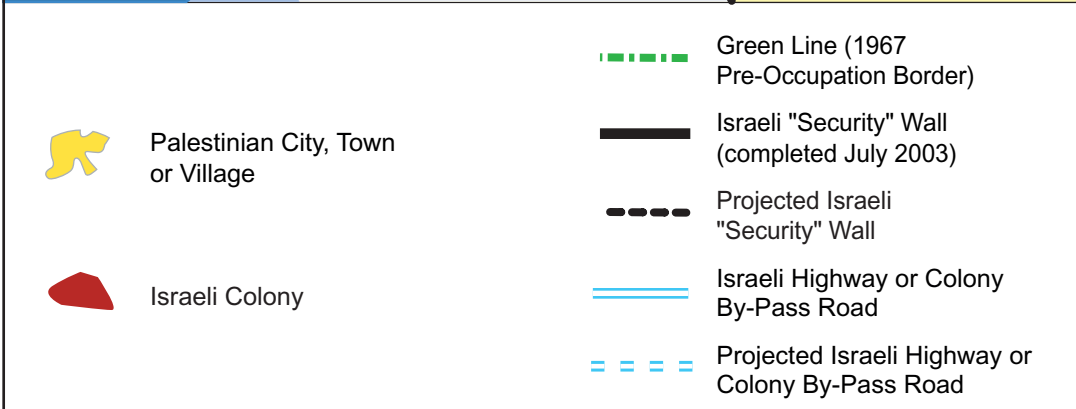 Palestinian City, Town
or Village
Israeli Colony
Green Line (1967
Pre-Occupation Border)
Israeli "Security" Wall
(completed July 2003)
Projected Israeli
"Security" Wall
Israeli Highway or Colony
By-Pass Road
Projected Israeli Highway or
Colony By-Pass Road